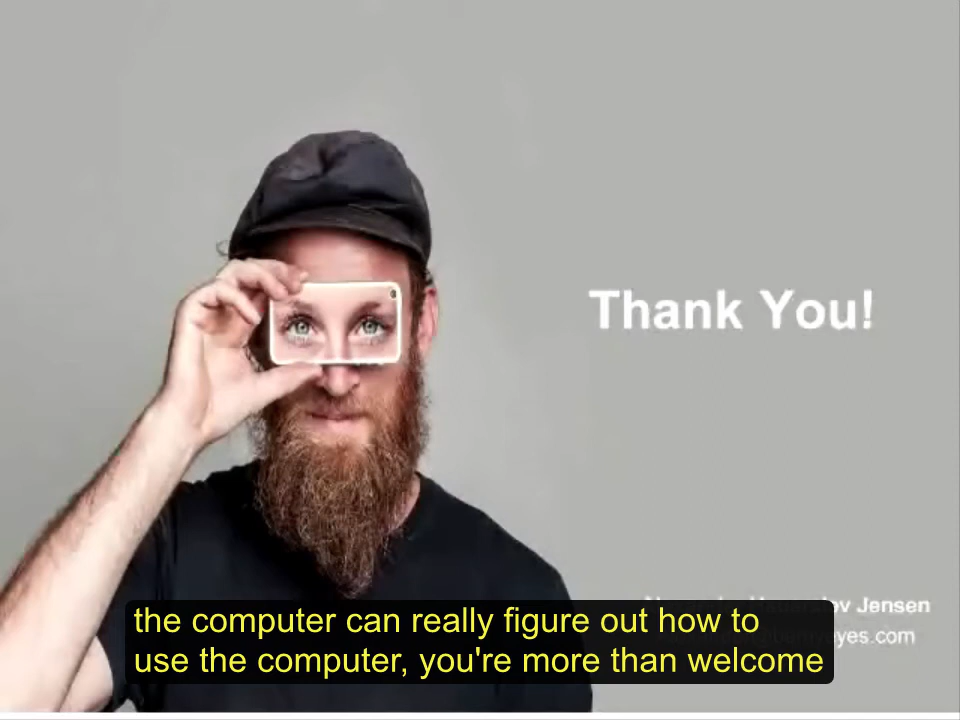 Thank You!
Jensen
eyes.com
the computer can really figure out how to
use the computer, you're more than welcome